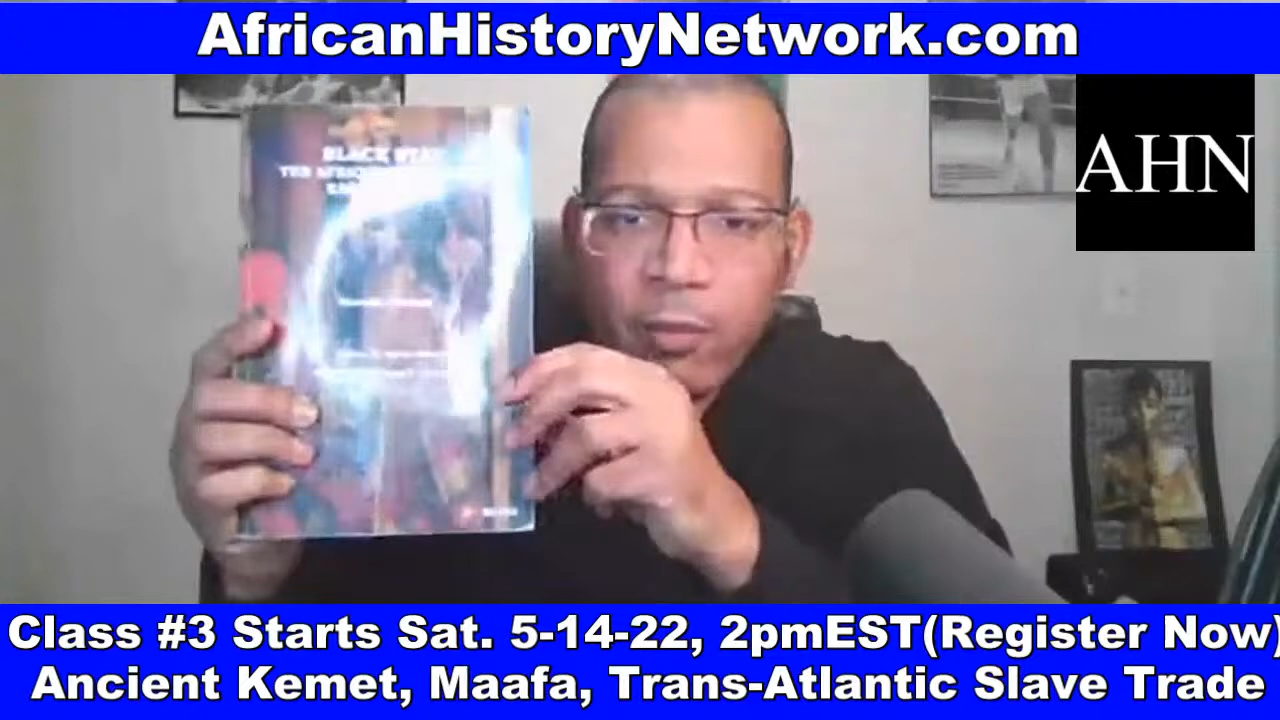 AfricanHistoryNetwork.com
AHN
BLACK
THE
Class #3 Starts Sat. 5-14-22, 2pmEST(Register Now)
Ancient Kemet, Maafa, Trans-Atlantic Slave Trade